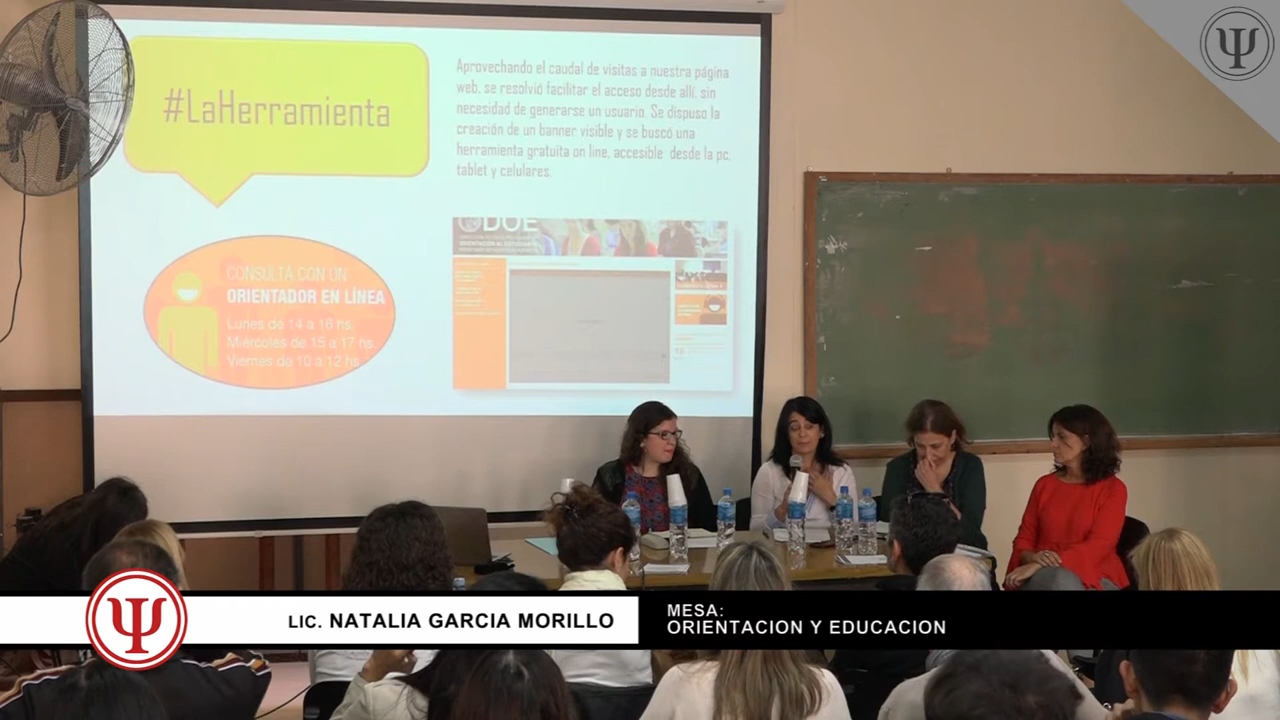 #LaHerramienta
Aprovechando el caudal de visitas a nuestra página
web, se resolvió facilitar el acceso desde allí, sin
necesidad de generarse un usuario. Se dispuso la
creación de un banner visible y se buscó una
herramienta gratuita on line, accesible desde la pc,
tablet y celulares.
CONSULTÁ CON UN
ORIENTADOR EN LÍNEA
Lunes de 14 a 16 hs.
Miércoles de 15 a 17 hs.
Viernes de 10 a 12 hs
DOE
Ψ
Ψ
LIC. NATALIA GARCIA MORILLO
MESA:
ORIENTACION Y EDUCACION